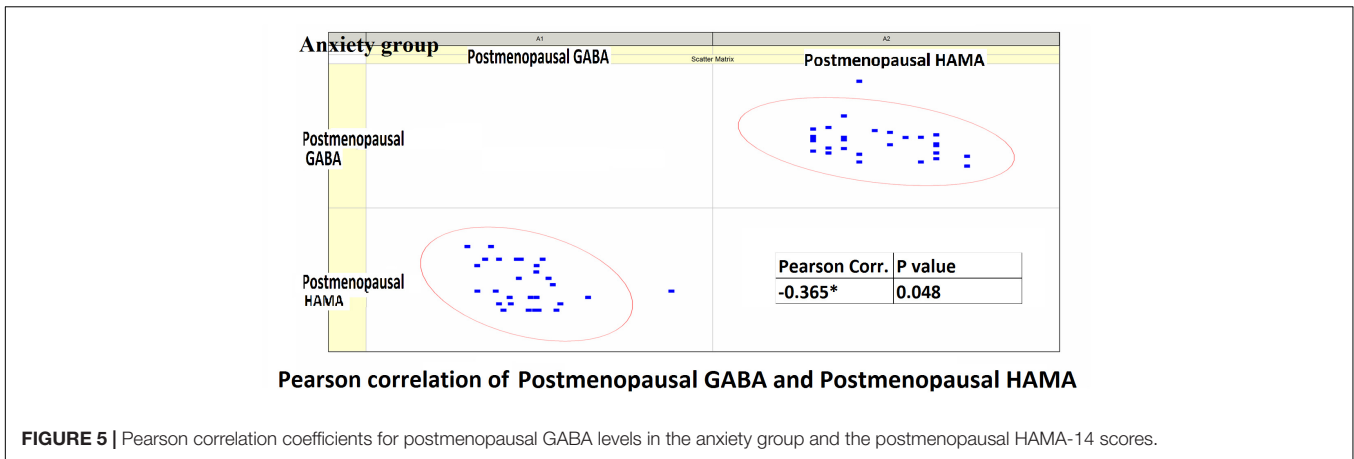 A1
A2
Anxiety group
Postmenopausal GABA
Scatter Matrix
Postmenopausal HAMA
Postmenopausal
GABA
Postmenopausal
HAMA
Pearson Corr. P value
-0.365* 0.048
Pearson correlation of Postmenopausal GABA and Postmenopausal HAMA
FIGURE 5 | Pearson correlation coefficients for postmenopausal GABA levels in the anxiety group and the postmenopausal HAMA-14 scores.